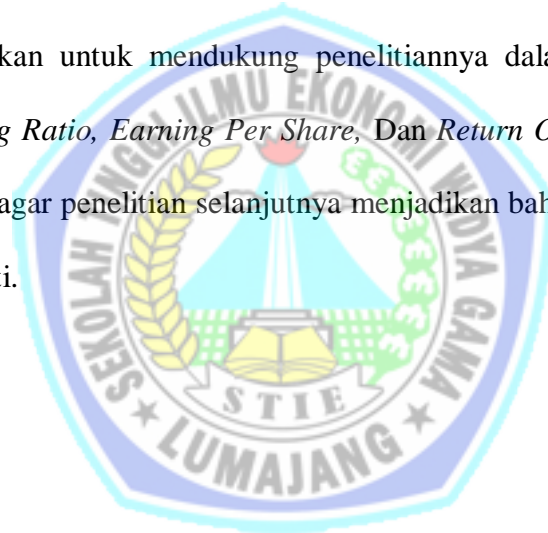 kan untuk mendukung penelitiannya dala
g Ratio, Earning Per Share, Dan Return O
agar penelitian selanjutnya menjadikan bah
ti.
SEKOLAH TINGGI ILMU EKONOMI WIDYA GAMA
STIE
LUMAJANG